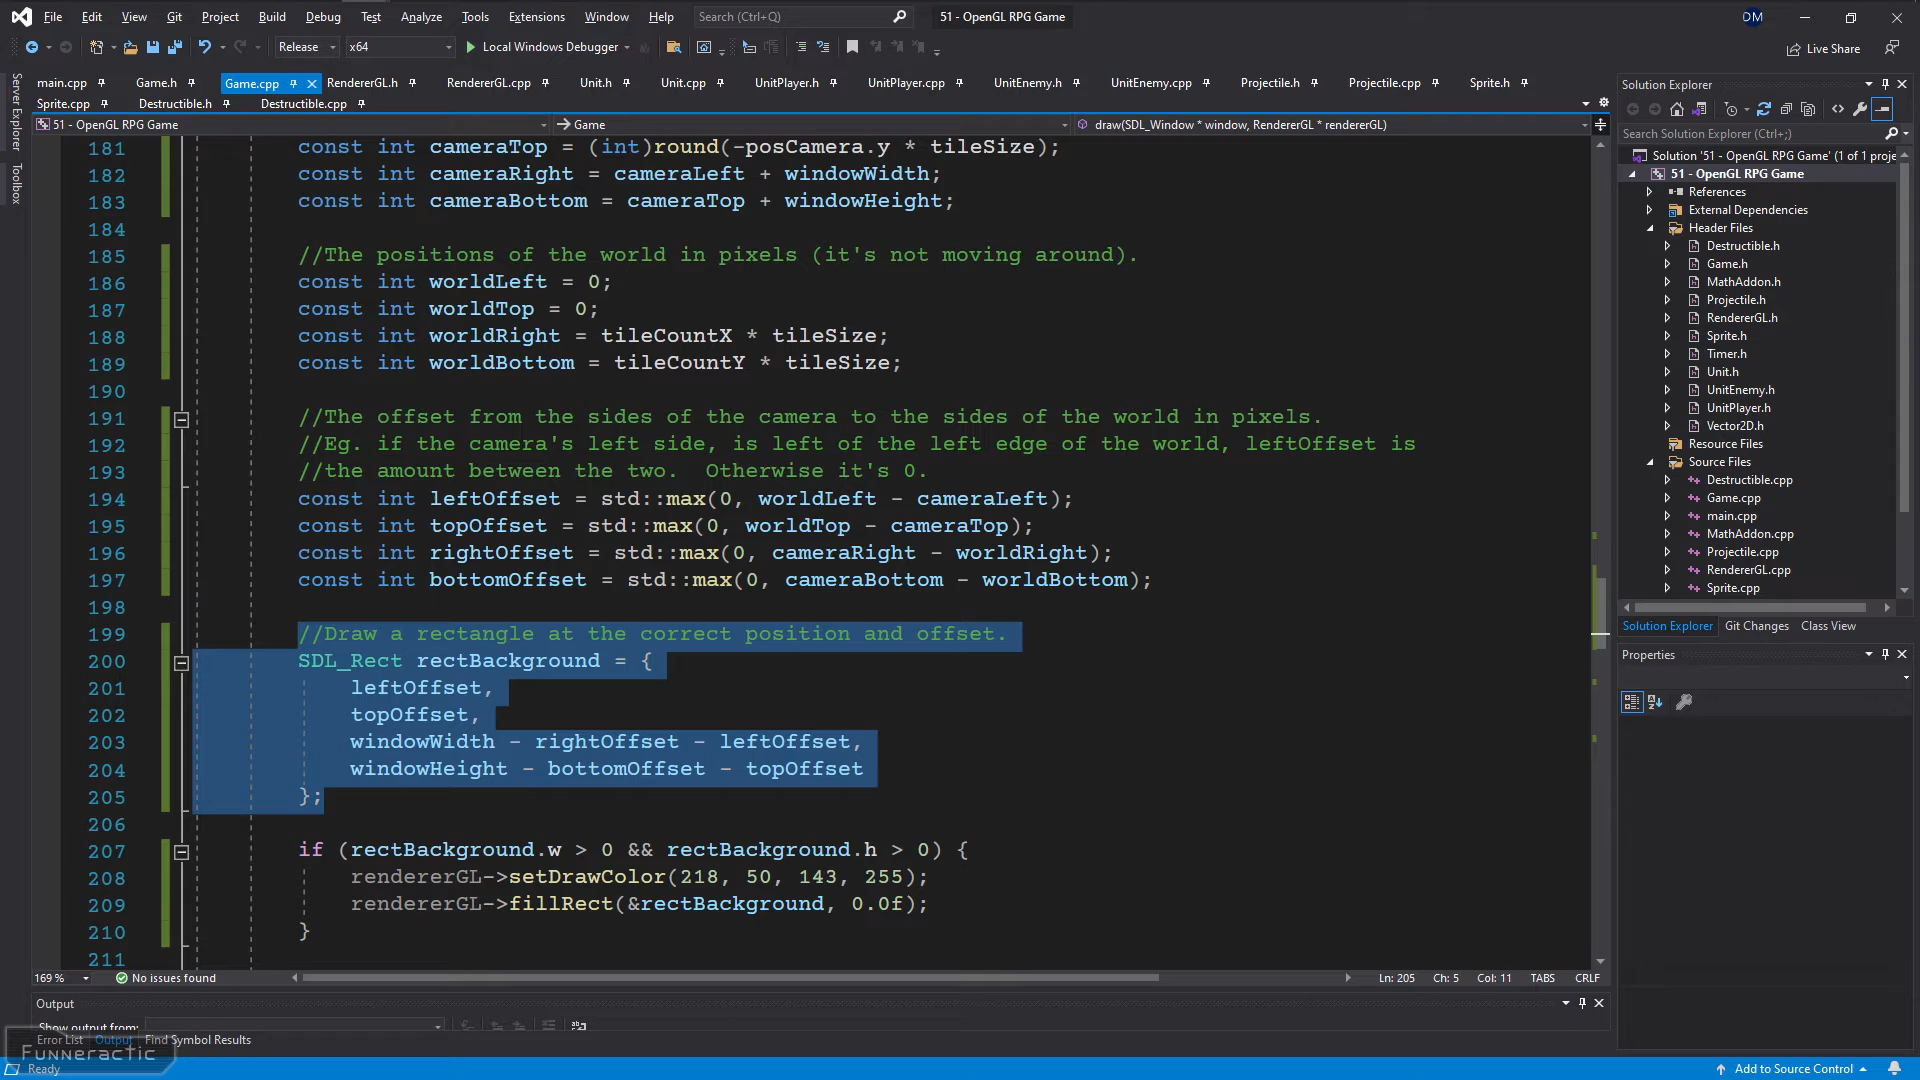 File Edit View Git Project Build Debug Test Analyze Tools Extensions Window Help Search (Ctrl+Q) 51 - OpenGL RPG Game DM
Release x64 Local Windows Debugger Live Share
main.cpp Game.h Game.cpp RendererGL.h RendererGL.cpp Unit.h Unit.cpp UnitPlayer.h UnitPlayer.cpp UnitEnemy.h UnitEnemy.cpp Projectile.h Projectile.cpp Sprite.h
Sprite.cpp Destructible.h Destructible.cpp
51 - OpenGL RPG Game Game draw(SDL_Window * window, RendererGL * rendererGL)
Server Explorer
Toolbox
181 const int cameraTop = (int)round(-posCamera.y * tileSize);
182 const int cameraRight = cameraLeft + windowWidth;
183 const int cameraBottom = cameraTop + windowHeight;
184
185 //The positions of the world in pixels (it's not moving around).
186 const int worldLeft = 0;
187 const int worldTop = 0;
188 const int worldRight = tileCountX * tileSize;
189 const int worldBottom = tileCountY * tileSize;
190
191 //The offset from the sides of the camera to the sides of the world in pixels.
192 //Eg. if the camera's left side, is left of the left edge of the world, leftOffset is
193 //the amount between the two.  Otherwise it's 0.
194 const int leftOffset = std::max(0, worldLeft - cameraLeft);
195 const int topOffset = std::max(0, worldTop - cameraTop);
196 const int rightOffset = std::max(0, cameraRight - worldRight);
197 const int bottomOffset = std::max(0, cameraBottom - worldBottom);
198
199 //Draw a rectangle at the correct position and offset.
200 SDL_Rect rectBackground = {
201 leftOffset,
202 topOffset,
203 windowWidth - rightOffset - leftOffset,
204 windowHeight - bottomOffset - topOffset
205 };
206
207 if (rectBackground.w > 0 && rectBackground.h > 0) {
208 rendererGL->setDrawColor(218, 50, 143, 255);
209 rendererGL->fillRect(&rectBackground, 0.0f);
210 }
211
169 % No issues found Ln: 205 Ch: 5 Col: 11 TABS CRLF
Output
Show output from:
Error List Output Find Symbol Results
Funneractic
Ready
Add to Source Control
Solution Explorer
Search Solution Explorer (Ctrl+;)
Solution '51 - OpenGL RPG Game' (1 of 1 proje
51 - OpenGL RPG Game
References
External Dependencies
Header Files
Destructible.h
Game.h
MathAddon.h
Projectile.h
RendererGL.h
Sprite.h
Timer.h
Unit.h
UnitEnemy.h
UnitPlayer.h
Vector2D.h
Resource Files
Source Files
Destructible.cpp
Game.cpp
main.cpp
MathAddon.cpp
Projectile.cpp
RendererGL.cpp
Sprite.cpp
Solution Explorer Git Changes Class View
Properties